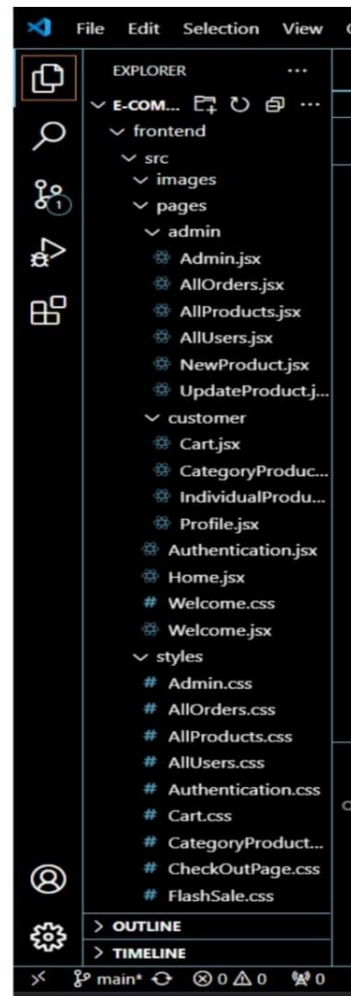 File Edit Selection View
EXPLORER ...
E-COM... ...
frontend
src
images
pages
admin
Admin.jsx
AllOrders.jsx
AllProducts.jsx
AllUsers.jsx
NewProduct.jsx
UpdateProduct.j...
customer
Cart.jsx
CategoryProduc...
IndividualProdu...
Profile.jsx
Authentication.jsx
Home.jsx
# Welcome.css
Welcome.jsx
styles
# Admin.css
# AllOrders.css
# AllProducts.css
# AllUsers.css
# Authentication.css
# Cart.css
# CategoryProduct...
# CheckOutPage.css
# FlashSale.css
1
> OUTLINE
> TIMELINE
main* 0 0 0